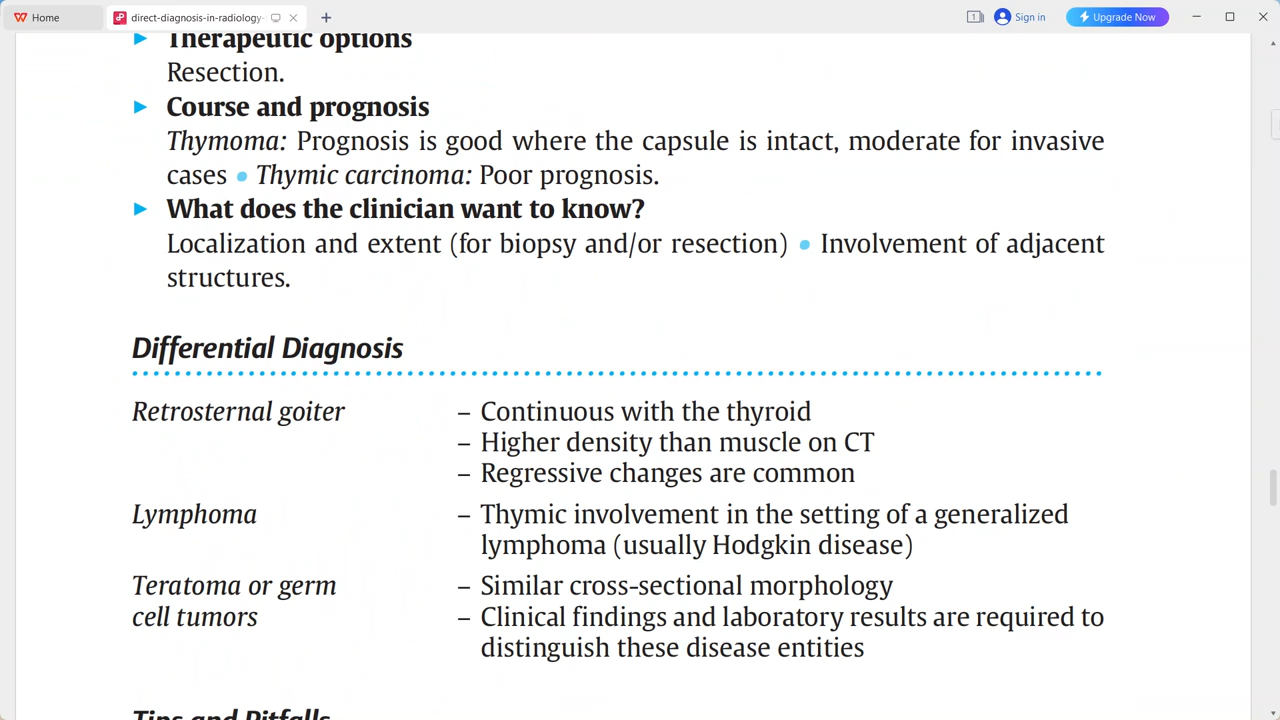 Home
direct-diagnosis-in-radiology-
1
Sign in
Upgrade Now
Therapeutic options
Resection.
Course and prognosis
Thymoma: Prognosis is good where the capsule is intact, moderate for invasive
cases • Thymic carcinoma: Poor prognosis.
What does the clinician want to know?
Localization and extent (for biopsy and/or resection) • Involvement of adjacent
structures.
Differential Diagnosis
Retrosternal goiter – Continuous with the thyroid
– Higher density than muscle on CT
– Regressive changes are common
Lymphoma – Thymic involvement in the setting of a generalized
lymphoma (usually Hodgkin disease)
Teratoma or germ – Similar cross-sectional morphology
cell tumors – Clinical findings and laboratory results are required to
distinguish these disease entities
Tips and Pitfalls